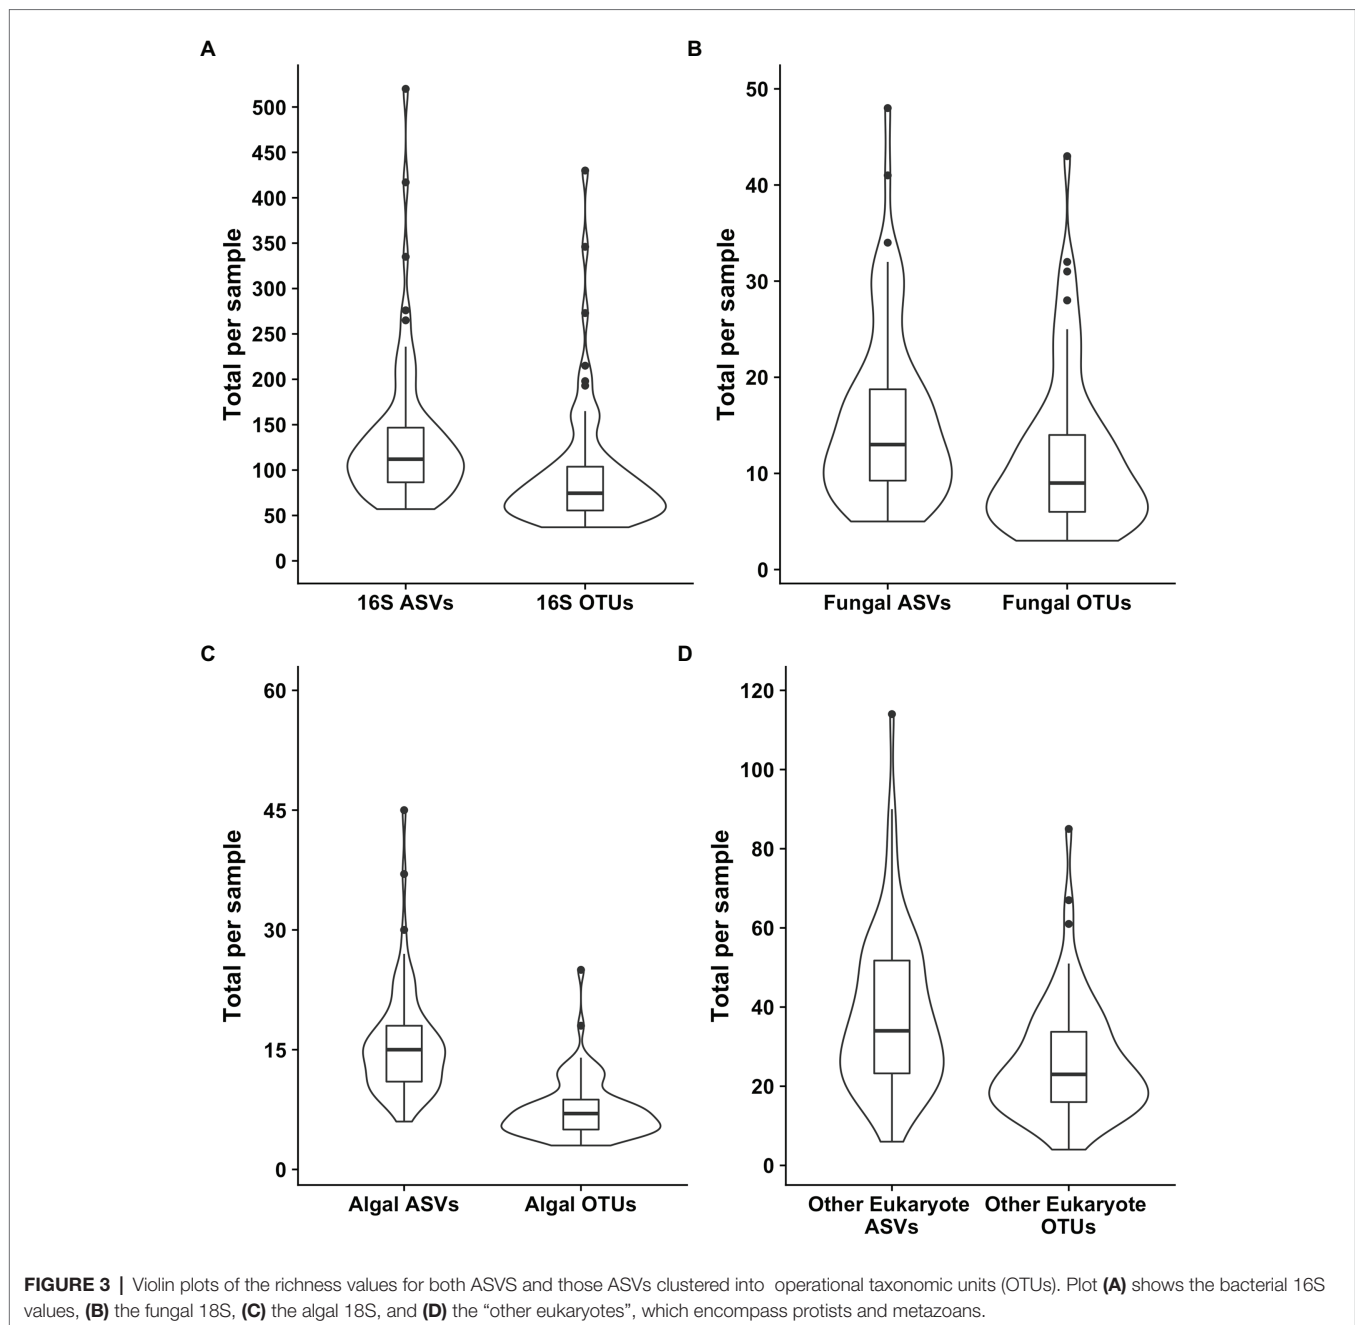 A
B
Total per sample
500
450
400
350
300
250
200
150
100
50
0
16S ASVs
16S OTUs
Total per sample
50
40
30
20
10
0
Fungal ASVs
Fungal OTUs
C
D
Total per sample
60
45
30
15
0
Algal ASVs
Algal OTUs
Total per sample
120
100
80
60
40
20
0
Other Eukaryote
ASVs
Other Eukaryote
OTUs
FIGURE 3 | Violin plots of the richness values for both ASVS and those ASVs clustered into operational taxonomic units (OTUs). Plot (A) shows the bacterial 16S
values, (B) the fungal 18S, (C) the algal 18S, and (D) the “other eukaryotes”, which encompass protists and metazoans.